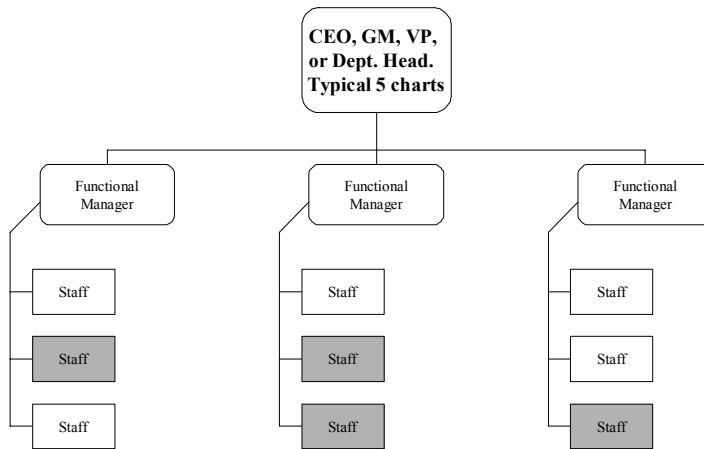 CEO, GM, VP,
or Dept. Head.
Typical 5 charts
Functional
Manager
Functional
Manager
Functional
Manager
Staff
Staff
Staff
Staff
Staff
Staff
Staff
Staff
Staff